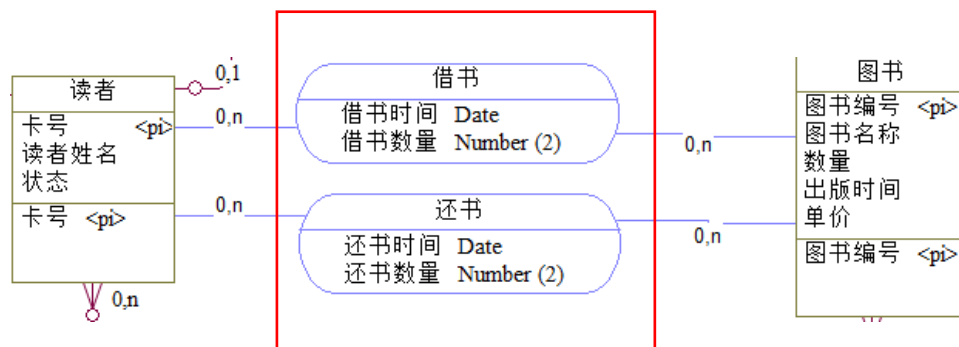 读者
卡号 <pi>
读者姓名
状态
卡号 <pi>
0,1
0,n
0,n
0,n
借书
借书时间 Date
借书数量 Number (2)
还书
还书时间 Date
还书数量 Number (2)
0,n
0,n
图书
图书编号 <pi>
图书名称
数量
出版时间
单价
图书编号 <pi>